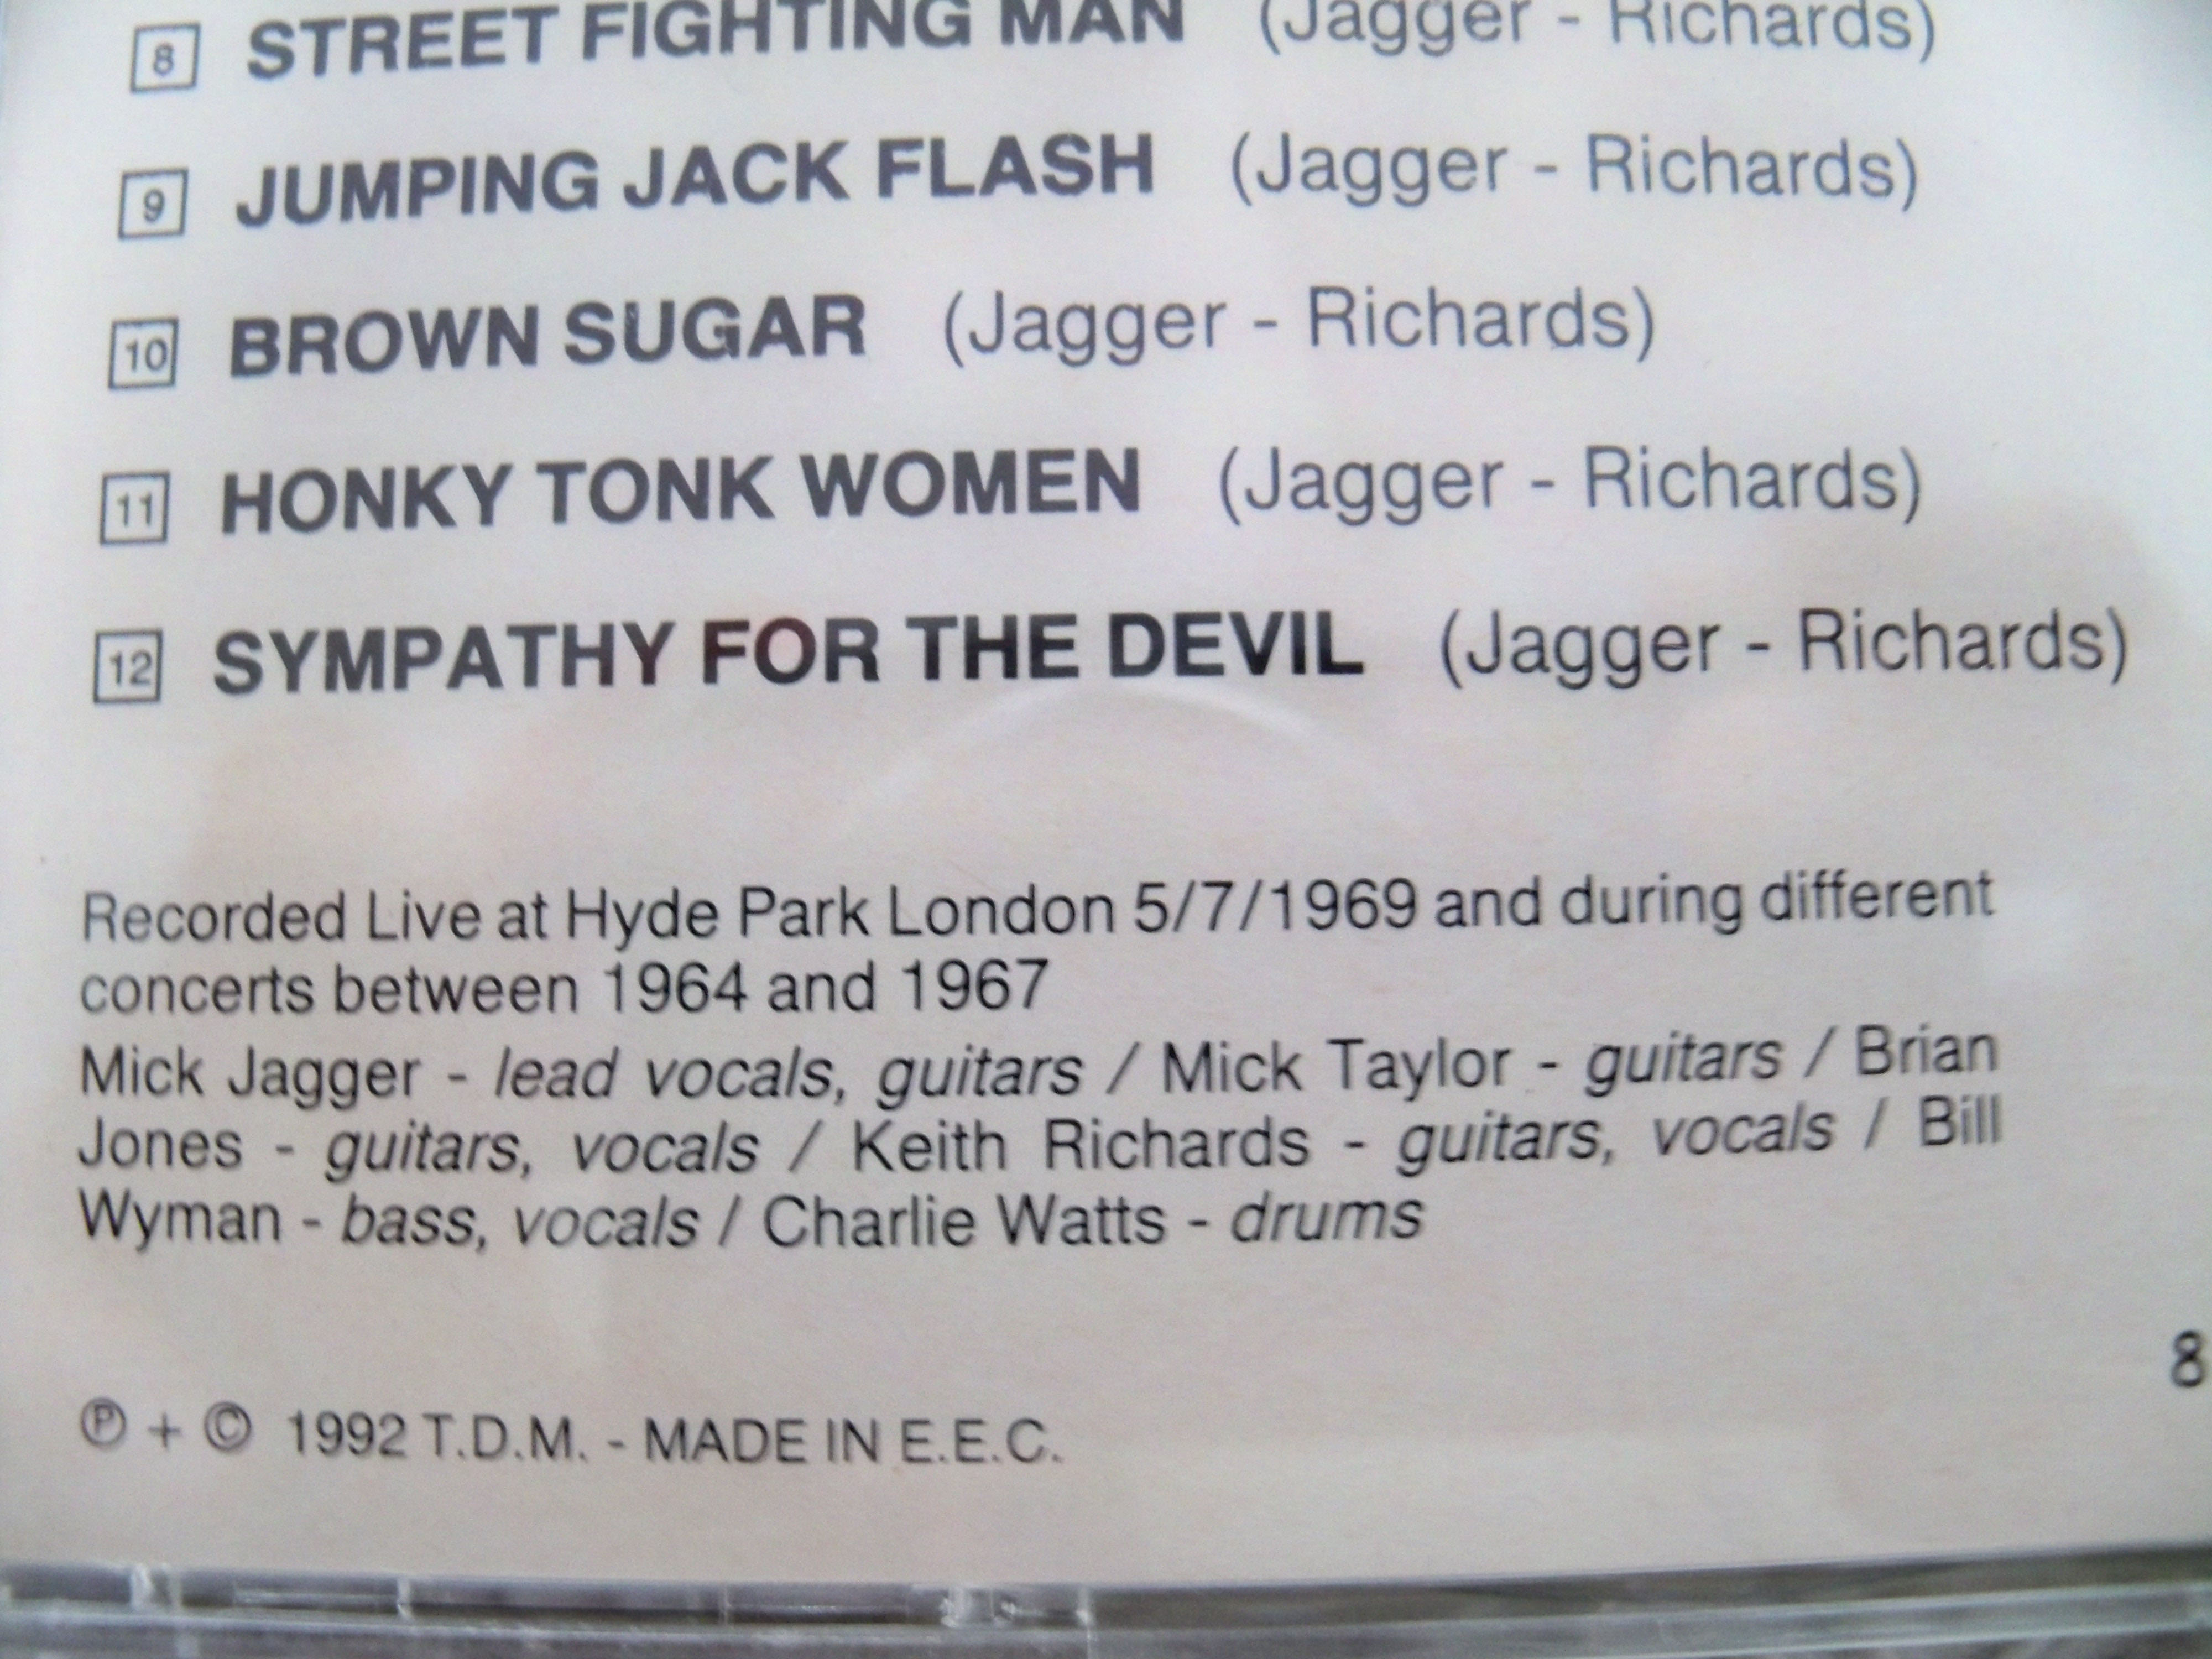 8 STREET FIGHTING MAN (Jagger - Richards)
9 JUMPING JACK FLASH (Jagger - Richards)
10 BROWN SUGAR (Jagger - Richards)
11 HONKY TONK WOMEN (Jagger - Richards)
12 SYMPATHY FOR THE DEVIL (Jagger - Richards)
Recorded Live at Hyde Park London 5/7/1969 and during different
concerts between 1964 and 1967
Mick Jagger - lead vocals, guitars / Mick Taylor - guitars / Brian
Jones - guitars, vocals / Keith Richards - guitars, vocals / Bill
Wyman - bass, vocals / Charlie Watts - drums
8
℗ + © 1992 T.D.M. - MADE IN E.E.C.